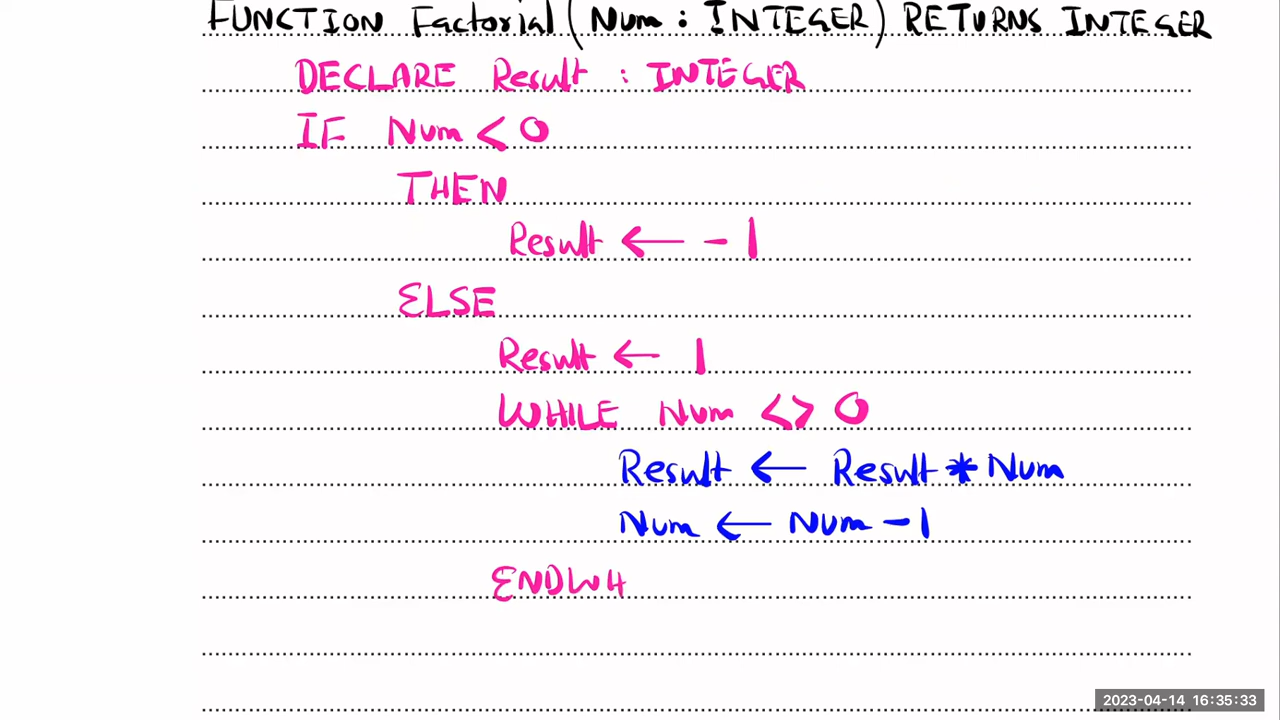 FUNCTION Factorial (Num : INTEGER) RETURNS INTEGER
DECLARE Result : INTEGER
IF Num < 0
THEN
Result ← -1
ELSE
Result ← 1
WHILE Num <> 0
Result ← Result * Num
Num ← Num - 1
ENDWH
2023-04-14 16:35:33